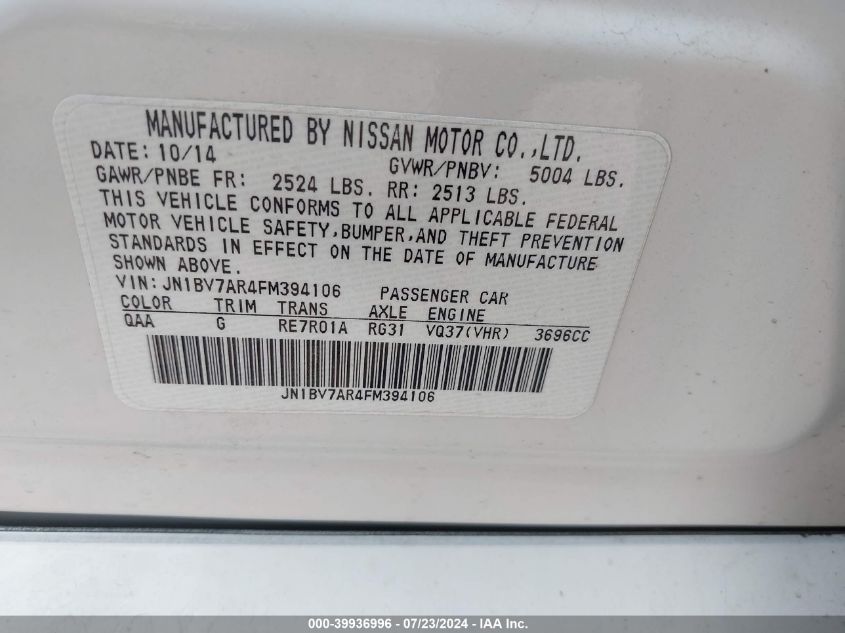 MANUFACTURED BY NISSAN MOTOR CO.,LTD.
DATE: 10/14 GVWR/PNBV: 5004 LBS.
GAWR/PNBE FR: 2524 LBS. RR: 2513 LBS.
THIS VEHICLE CONFORMS TO ALL APPLICABLE FEDERAL
MOTOR VEHICLE SAFETY,BUMPER,AND THEFT PREVENTION
STANDARDS IN EFFECT ON THE DATE OF MANUFACTURE
SHOWN ABOVE.
VIN: JN1BV7AR4FM394106 PASSENGER CAR
COLOR TRIM TRANS AXLE ENGINE
QAA G RE7R01A RG31 VQ37(VHR) 3696CC
JN1BV7AR4FM394106
000-39936996 - 07/23/2024 - IAA Inc.